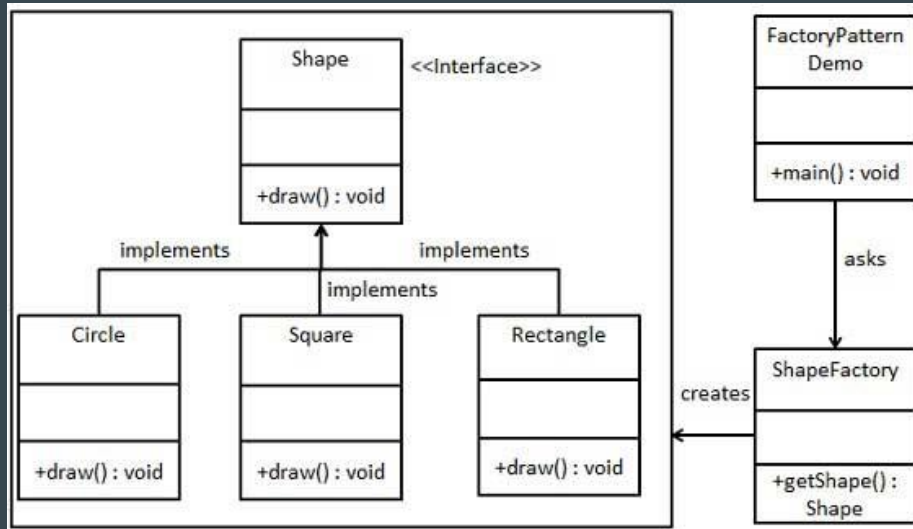 Shape
<<Interface>>
+draw() : void
implements
implements
implements
Circle
+draw() : void
Square
+draw() : void
Rectangle
+draw() : void
FactoryPattern
Demo
+main() : void
asks
ShapeFactory
+getShape() :
Shape
creates